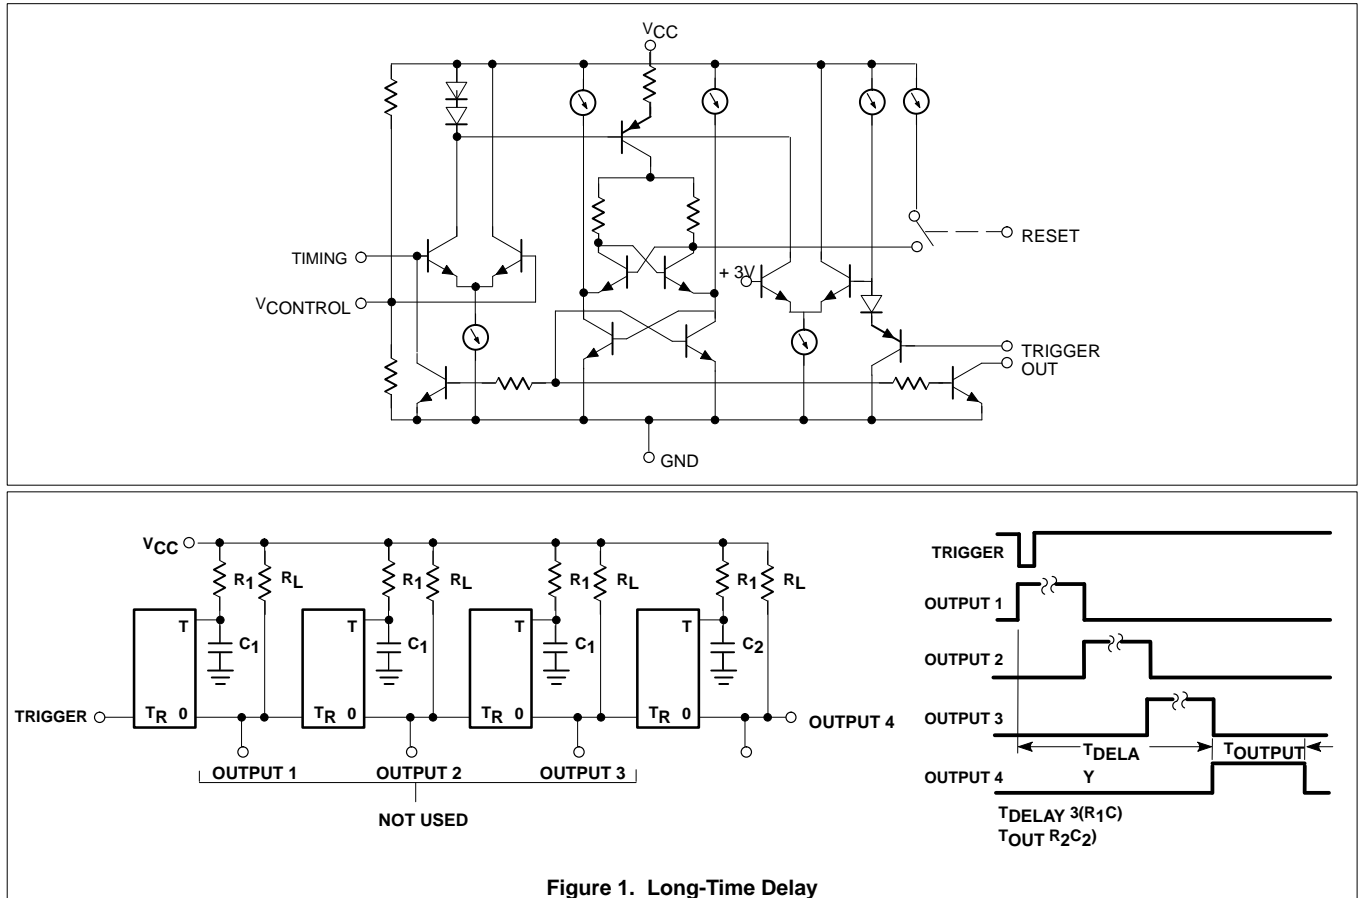 VCC
TIMING
VCONTROL
+ 3V
RESET
TRIGGER
OUT
GND
VCC
R1 RL R1 RL R1 RL R1 RL
T T T T
C1 C1 C1 C2
TRIGGER TR 0 TR 0 TR 0 TR 0 OUTPUT 4
OUTPUT 1 OUTPUT 2 OUTPUT 3
NOT USED
TRIGGER
OUTPUT 1
OUTPUT 2
OUTPUT 3
TDELA
Y
TOUTPUT
OUTPUT 4
TDELAY 3(R1C)
TOUT R2C2)
Figure 1. Long-Time Delay